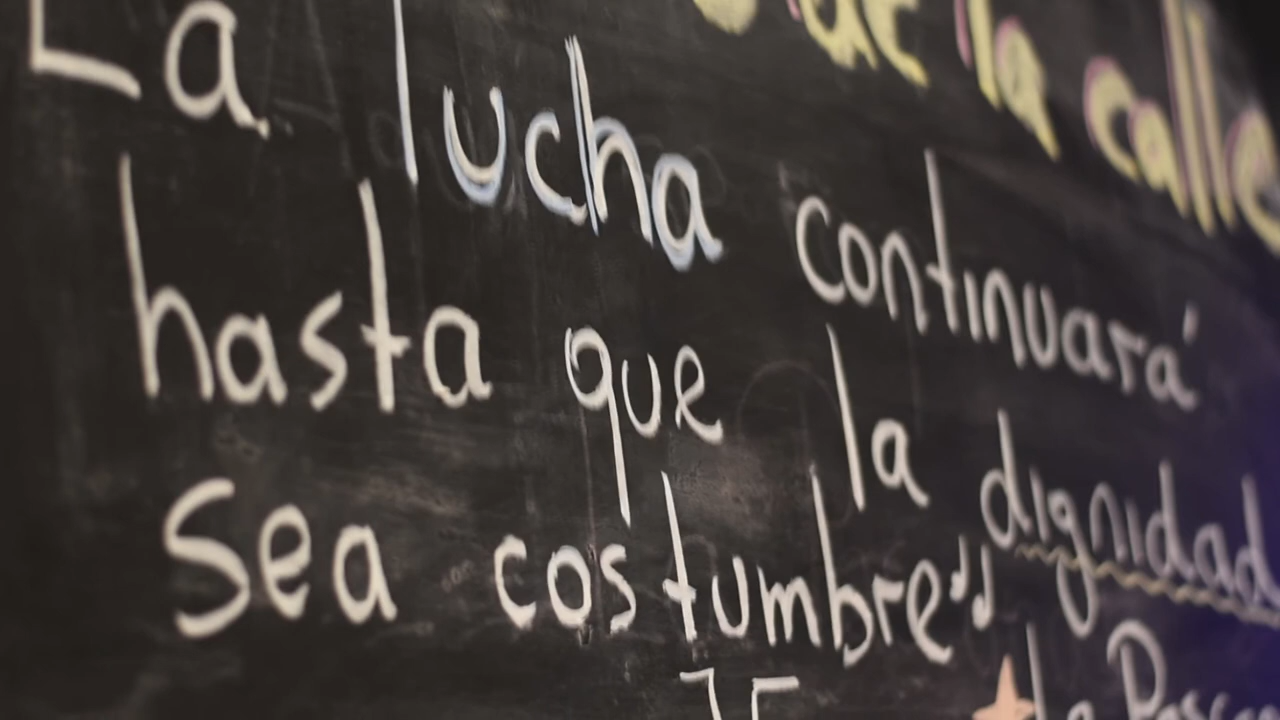 de la calle
La lucha continuará
hasta que la dignidad
sea costumbre"